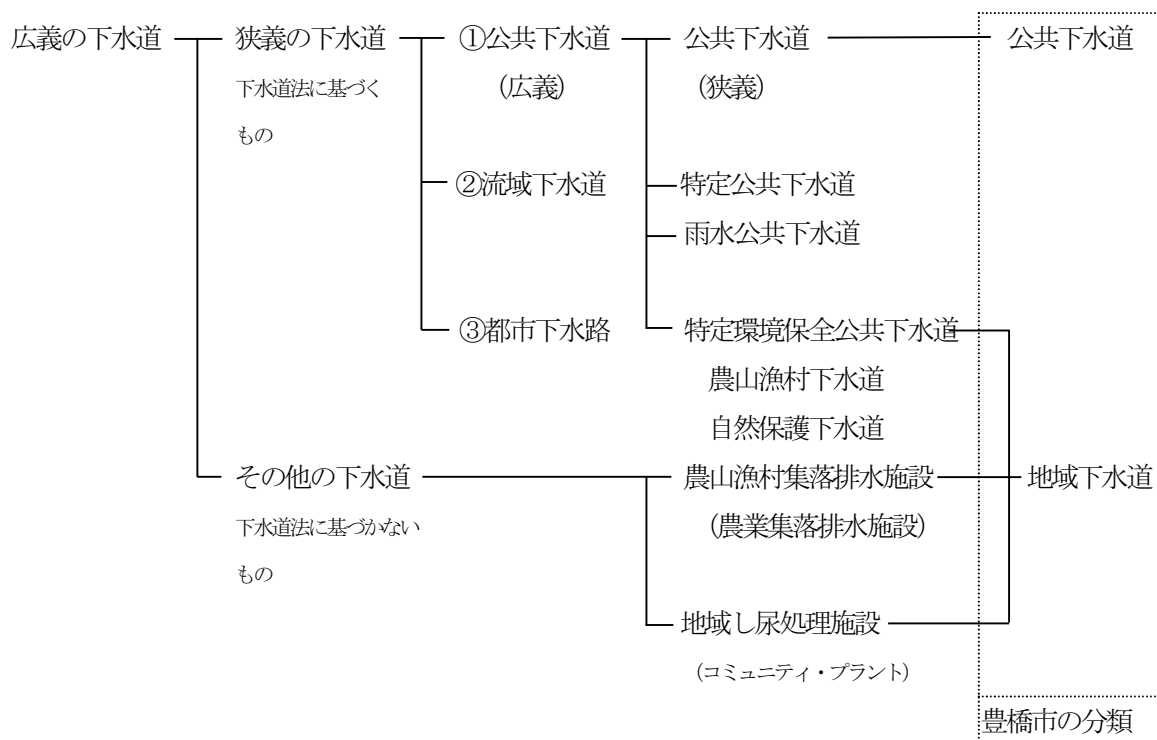 広義の下水道 狭義の下水道 ①公共下水道 公共下水道 公共下水道
下水道法に基づく (広義) (狭義)
もの
②流域下水道 特定公共下水道
雨水公共下水道
③都市下水路 特定環境保全公共下水道
農山漁村下水道
自然保護下水道
その他の下水道 農山漁村集落排水施設 地域下水道
下水道法に基づかない (農業集落排水施設)
もの
地域し尿処理施設
(コミュニティ・プラント)
豊橋市の分類